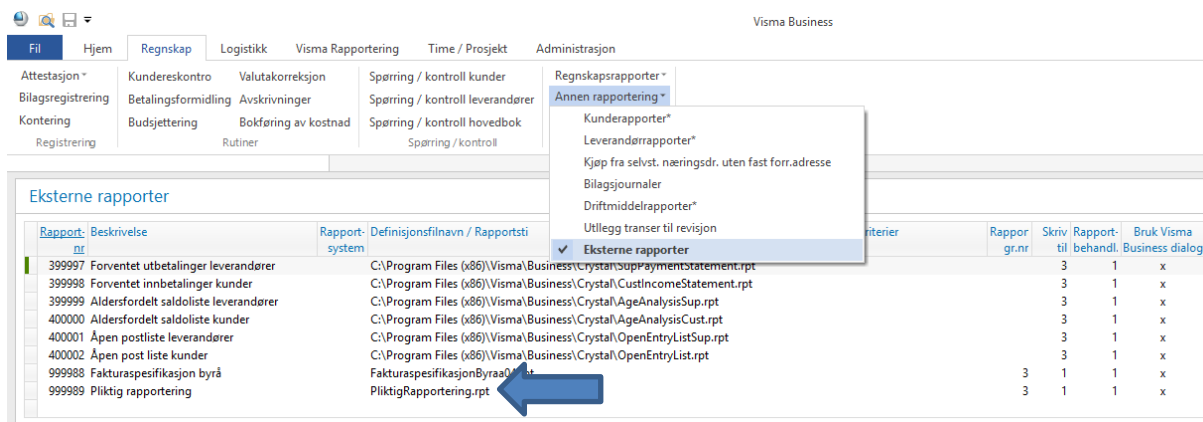 Visma Business
Fil Hjem Regnskap Logistikk Visma Rapportering Time / Prosjekt Administrasjon
Attestasjon Kundereskontro Valutakorreksjon Spørring / kontroll kunder Regnskapsrapporter
Bilagsregistrering Betalingsformidling Avskrivninger Spørring / kontroll leverandører Annen rapportering
Kontering Budsjettering Bokføring av kostnad Spørring / kontroll hovedbok
Registrering Rutiner Spørring / kontroll
Kunderapporter*
Leverandørrapporter*
Kjøp fra selvst. næringsdr. uten fast forr.adresse
Bilagsjournaler
Driftmiddelrapporter*
Utllegg transer til revisjon
Eksterne rapporter
Eksterne rapporter
Rapport- Beskrivelse Rapport- Definisjonsfilnavn / Rapportsti riterier Rappor Skriv Rapport- Bruk Visma
nr system gr.nr til behandl. Business dialog
399997 Forventet utbetalinger leverandører C:\Program Files (x86)\Visma\Business\Crystal\SupPaymentStatement.rpt 3 1 x
399998 Forventet innbetalinger kunder C:\Program Files (x86)\Visma\Business\Crystal\CustIncomeStatement.rpt 3 1 x
399999 Aldersfordelt saldoliste leverandører C:\Program Files (x86)\Visma\Business\Crystal\AgeAnalysisSup.rpt 3 1 x
400000 Aldersfordelt saldoliste kunder C:\Program Files (x86)\Visma\Business\Crystal\AgeAnalysisCust.rpt 3 1 x
400001 Åpen postliste leverandører C:\Program Files (x86)\Visma\Business\Crystal\OpenEntryListSup.rpt 3 1 x
400002 Åpen post liste kunder C:\Program Files (x86)\Visma\Business\Crystal\OpenEntryList.rpt 3 1 x
999988 Fakturaspesifikasjon byrå 3 1 1 x
999989 Pliktig rapportering PliktigRapportering.rpt 3 1 1 x